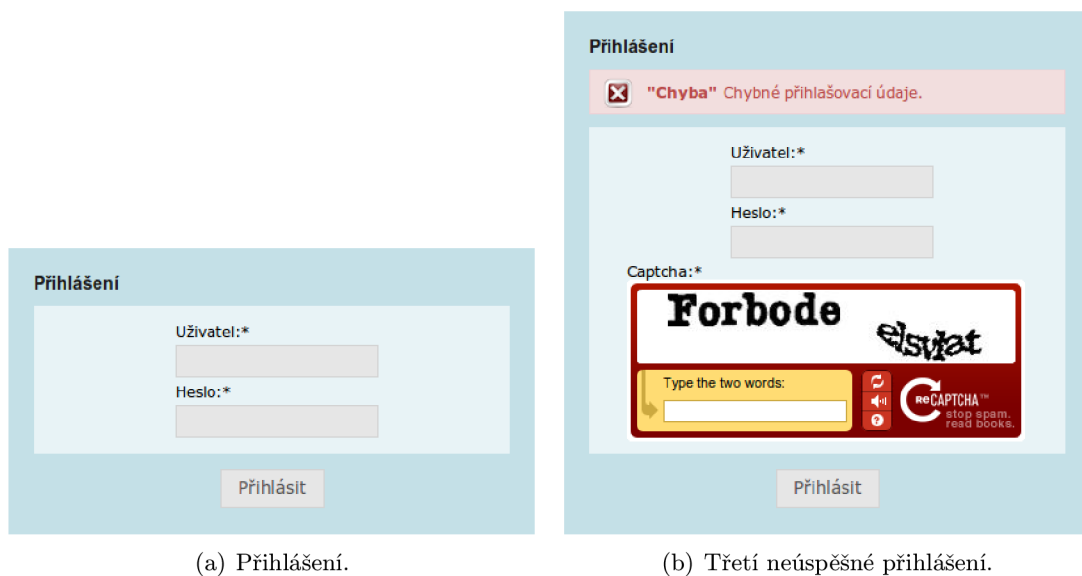 Přihlášení
Uživatel:*
Heslo:*
Přihlásit
(a) Přihlášení.
Přihlášení
"Chyba" Chybné přihlašovací údaje.
Uživatel:*
Heslo:*
Captcha:*
Forbode
elsvlat
Type the two words:
reCAPTCHA™
stop spam.
read books.
Přihlásit
(b) Třetí neúspěšné přihlášení.